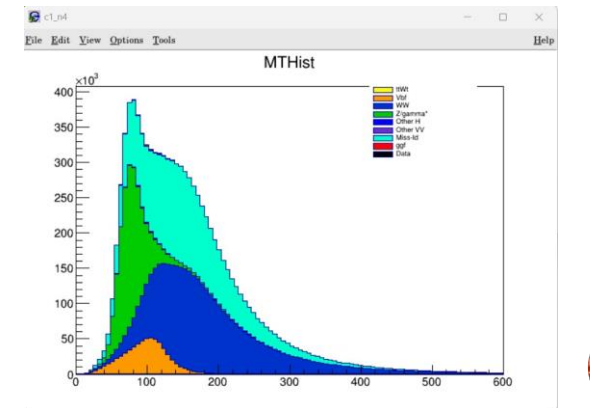 c1_n4
File Edit View Options Tools Help
MTHist
×10³
400
350
300
250
200
150
100
50
0
0 100 200 300 400 500 600
ttWt
Vbf
WW
Z/gamma*
Other H
Other VV
Miss-Id
ggf
Data